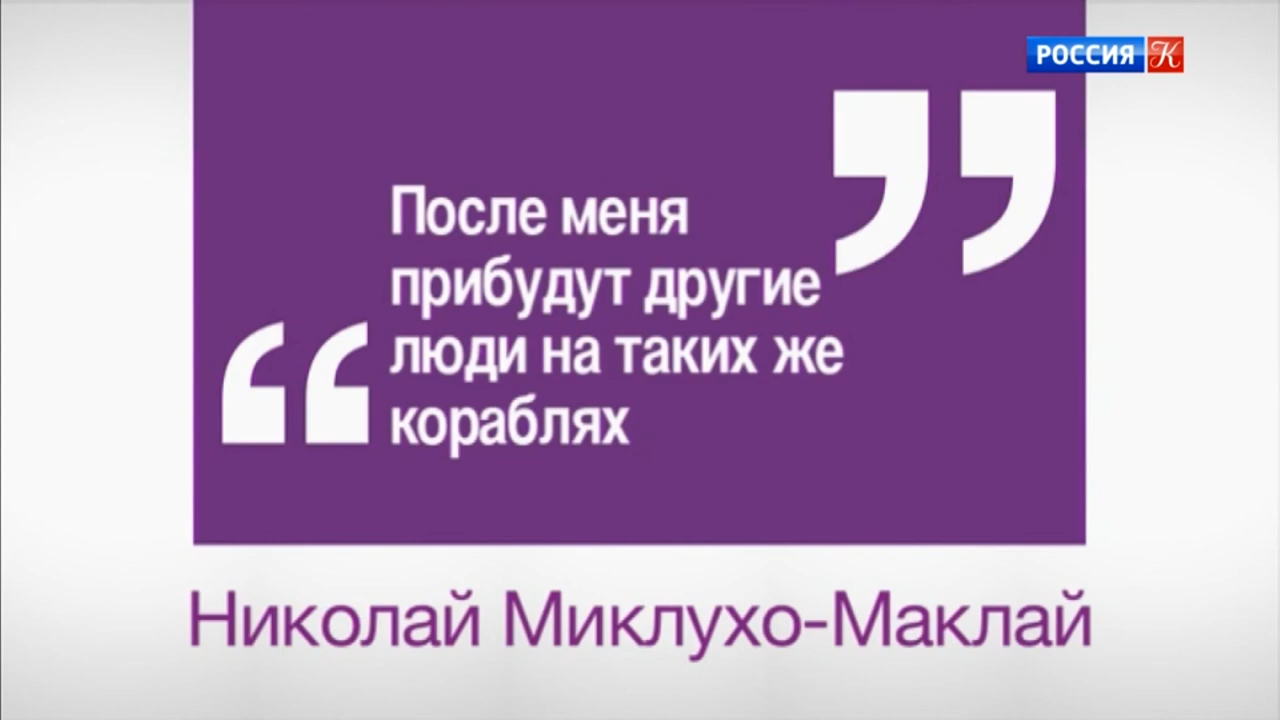 РОССИЯ К
После меня
прибудут другие
люди на таких же
кораблях
Николай Миклухо-Маклай